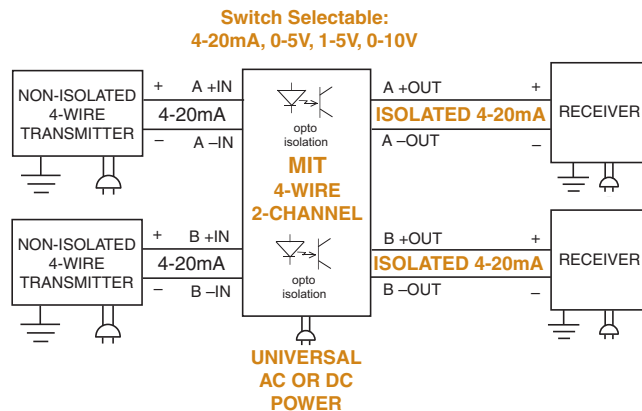 Switch Selectable:
4-20mA, 0-5V, 1-5V, 0-10V
NON-ISOLATED
4-WIRE
TRANSMITTER
+ A +IN
4-20mA
– A –IN
opto
isolation
MIT
4-WIRE
2-CHANNEL
A +OUT +
ISOLATED 4-20mA
A –OUT –
RECEIVER
NON-ISOLATED
4-WIRE
TRANSMITTER
+ B +IN
4-20mA
– B –IN
opto
isolation
B +OUT +
ISOLATED 4-20mA
B –OUT –
RECEIVER
UNIVERSAL
AC OR DC
POWER